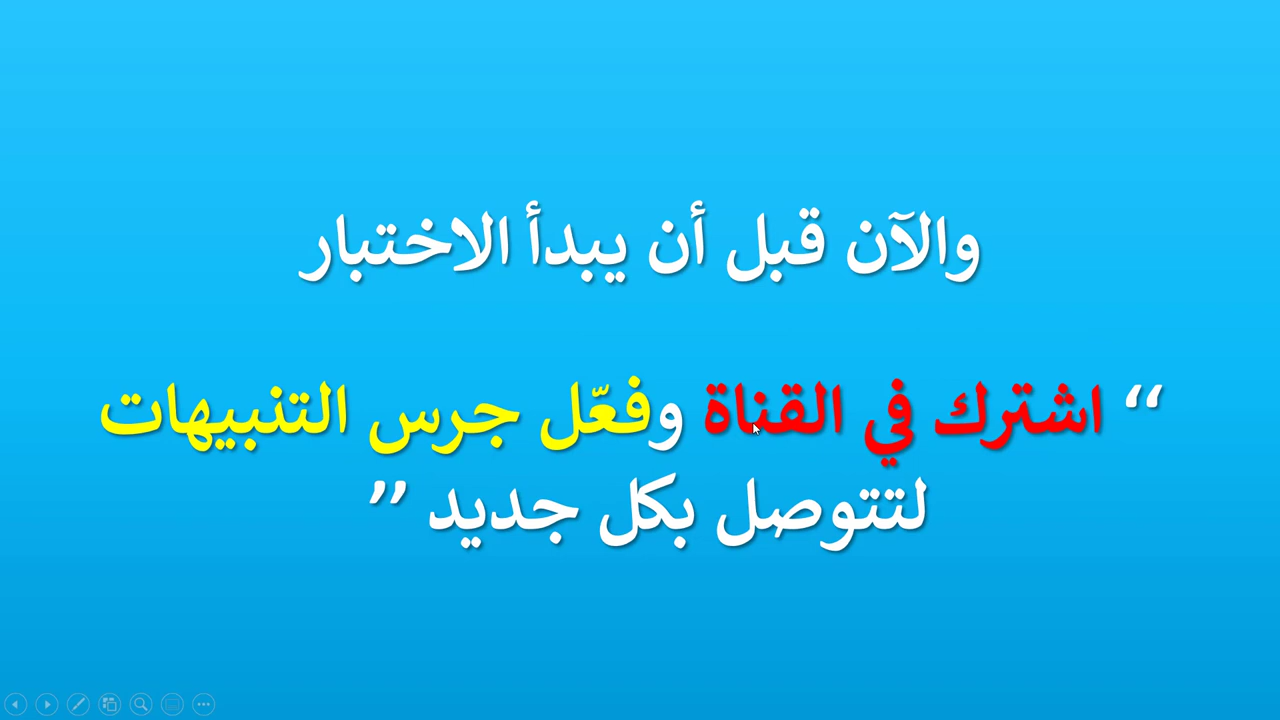 والآن قبل أن يبدأ الاختبار
“ اشترك في القناة وفعّل جرس التنبيهات
لتتوصل بكل جديد ”